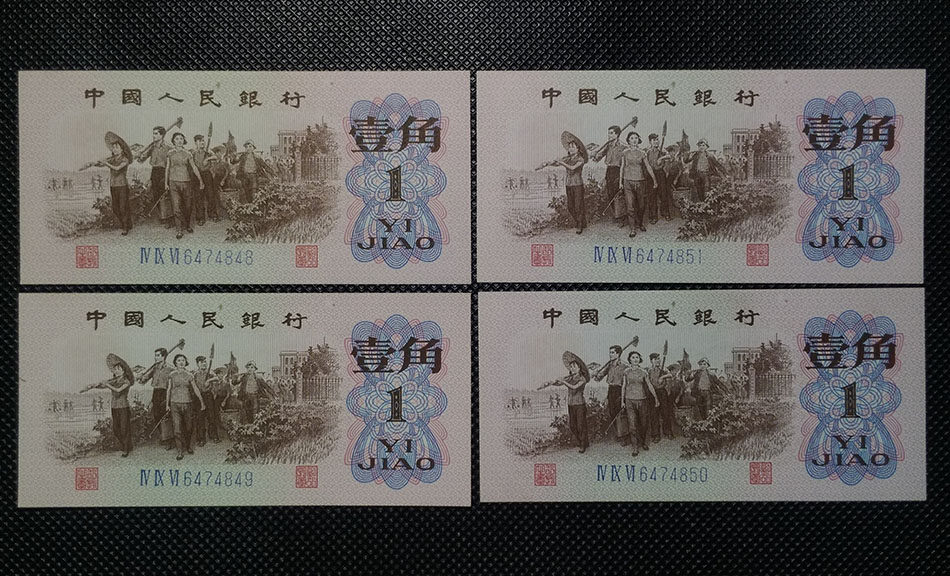 中國人民銀行
壹角
1
YI
JIAO
ⅣⅨⅥ6474848
中國人民銀行
壹角
1
YI
JIAO
ⅣⅨⅥ6474851
中國人民銀行
壹角
1
YI
JIAO
ⅣⅨⅥ6474849
中國人民銀行
壹角
1
YI
JIAO
ⅣⅨⅥ6474850